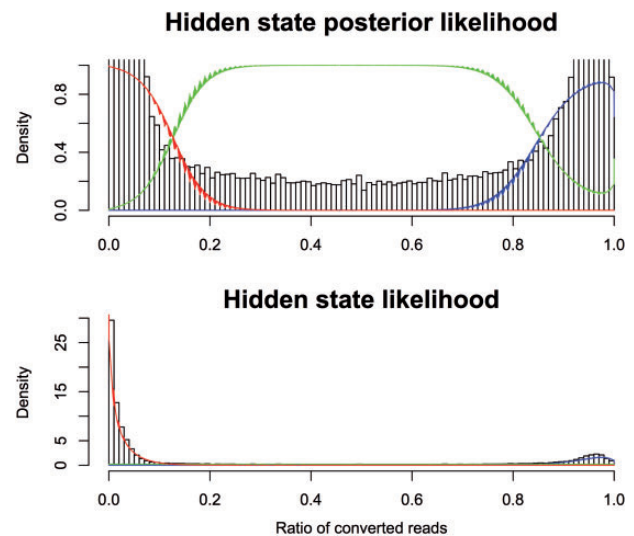 Hidden state posterior likelihood
Density
0.0 0.4 0.8
0.0 0.2 0.4 0.6 0.8 1.0
Hidden state likelihood
Density
0 5 15 25
0.0 0.2 0.4 0.6 0.8 1.0
Ratio of converted reads